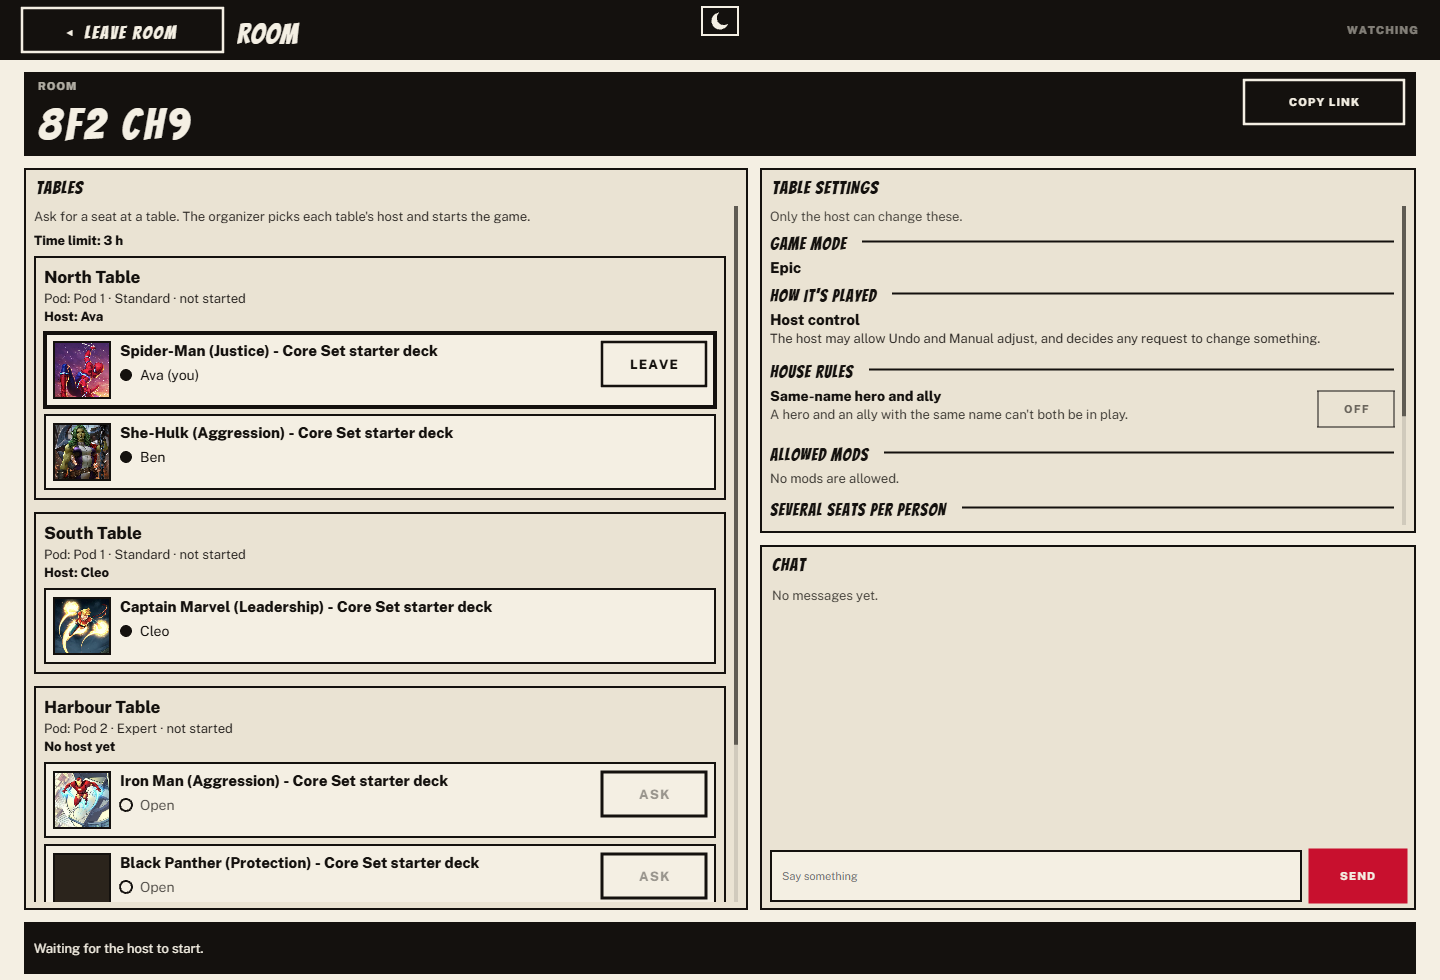 ◂ LEAVE ROOM
ROOM
WATCHING
ROOM
8F2 CH9
COPY LINK
TABLES
Ask for a seat at a table. The organizer picks each table's host and starts the game.
Time limit: 3 h
North Table
Pod: Pod 1 · Standard · not started
Host: Ava
Spider-Man (Justice) - Core Set starter deck
Ava (you)
LEAVE
She-Hulk (Aggression) - Core Set starter deck
Ben
South Table
Pod: Pod 1 · Standard · not started
Host: Cleo
Captain Marvel (Leadership) - Core Set starter deck
Cleo
Harbour Table
Pod: Pod 2 · Expert · not started
No host yet
Iron Man (Aggression) - Core Set starter deck
Open
ASK
Black Panther (Protection) - Core Set starter deck
Open
ASK
TABLE SETTINGS
Only the host can change these.
GAME MODE
Epic
HOW IT'S PLAYED
Host control
The host may allow Undo and Manual adjust, and decides any request to change something.
HOUSE RULES
Same-name hero and ally
A hero and an ally with the same name can't both be in play.
OFF
ALLOWED MODS
No mods are allowed.
SEVERAL SEATS PER PERSON
CHAT
No messages yet.
Say something
SEND
Waiting for the host to start.